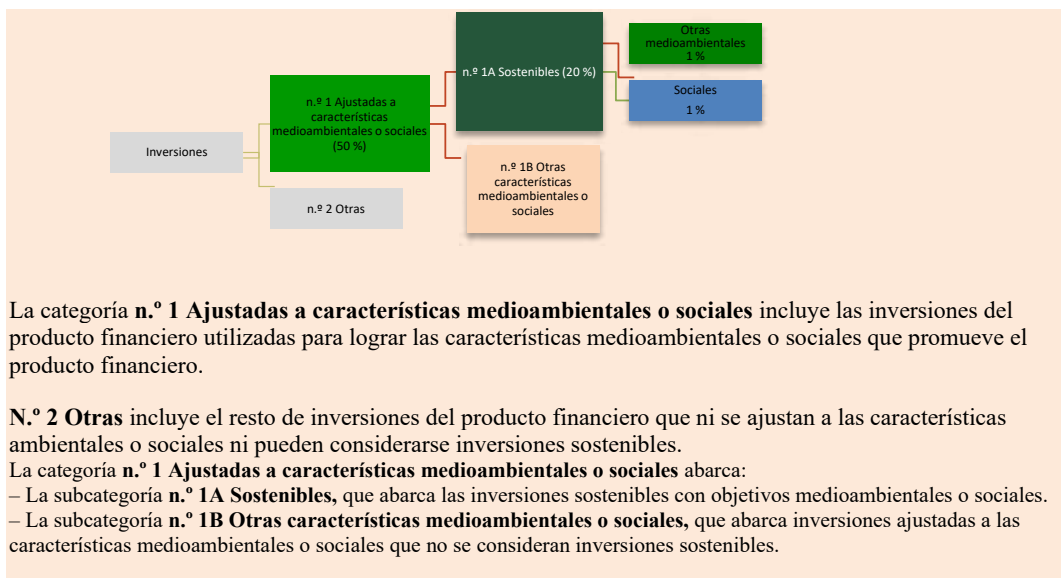 Otras
medioambientales
1 %
n.º 1A Sostenibles (20 %)
Sociales
1 %
n.º 1 Ajustadas a
características
medioambientales o sociales
(50 %)
Inversiones
n.º 1B Otras
características
medioambientales o
sociales
n.º 2 Otras
La categoría n.º 1 Ajustadas a características medioambientales o sociales incluye las inversiones del
producto financiero utilizadas para lograr las características medioambientales o sociales que promueve el
producto financiero.
N.º 2 Otras incluye el resto de inversiones del producto financiero que ni se ajustan a las características
ambientales o sociales ni pueden considerarse inversiones sostenibles.
La categoría n.º 1 Ajustadas a características medioambientales o sociales abarca:
– La subcategoría n.º 1A Sostenibles, que abarca las inversiones sostenibles con objetivos medioambientales o sociales.
– La subcategoría n.º 1B Otras características medioambientales o sociales, que abarca inversiones ajustadas a las
características medioambientales o sociales que no se consideran inversiones sostenibles.